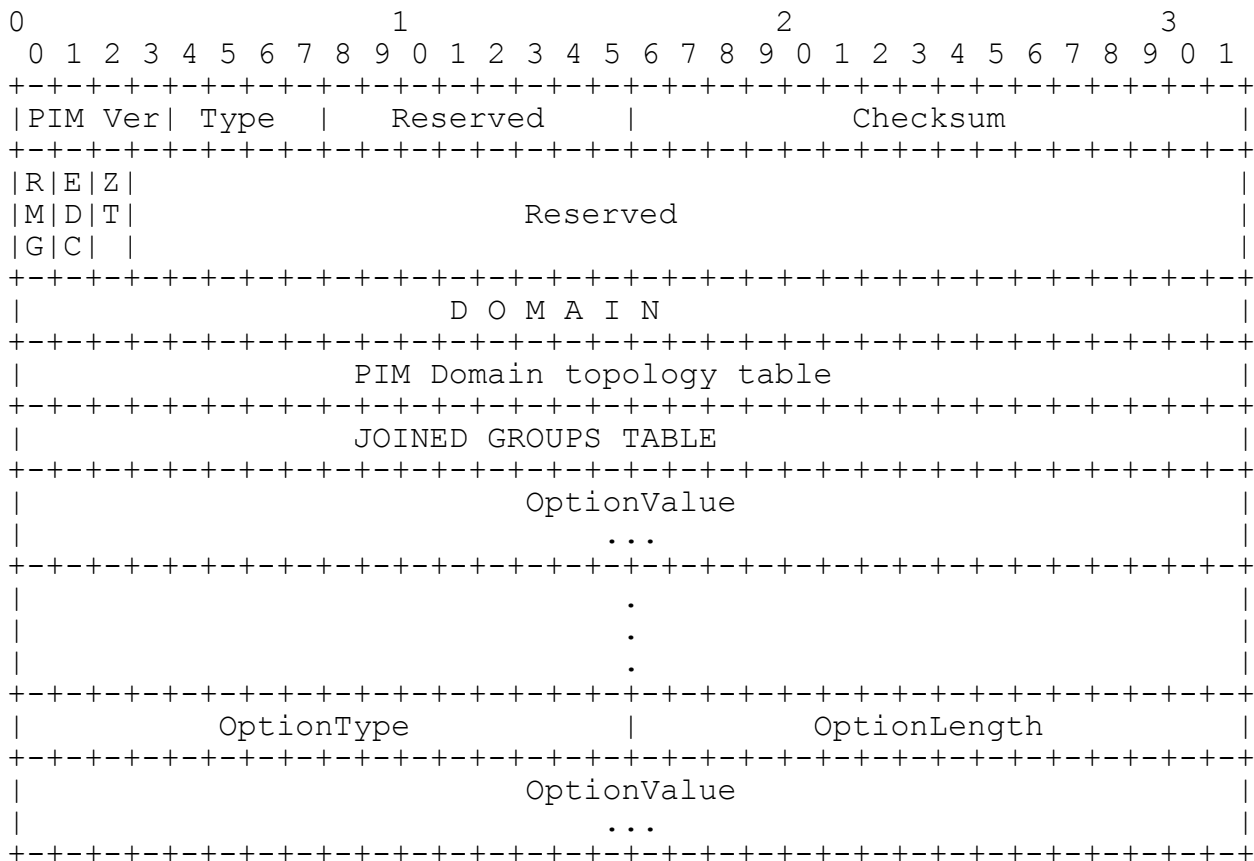 0                   1                   2                   3
 0 1 2 3 4 5 6 7 8 9 0 1 2 3 4 5 6 7 8 9 0 1 2 3 4 5 6 7 8 9 0 1
+-+-+-+-+-+-+-+-+-+-+-+-+-+-+-+-+-+-+-+-+-+-+-+-+-+-+-+-+-+-+-+-+
|PIM Ver| Type  |   Reserved    |           Checksum            |
+-+-+-+-+-+-+-+-+-+-+-+-+-+-+-+-+-+-+-+-+-+-+-+-+-+-+-+-+-+-+-+-+
|R|E|Z|                                                         |
|M|D|T|                    Reserved                             |
|G|C| |                                                         |
+-+-+-+-+-+-+-+-+-+-+-+-+-+-+-+-+-+-+-+-+-+-+-+-+-+-+-+-+-+-+-+-+
|                      D O M A I N                              |
+-+-+-+-+-+-+-+-+-+-+-+-+-+-+-+-+-+-+-+-+-+-+-+-+-+-+-+-+-+-+-+-+
|                 PIM Domain topology table                     |
+-+-+-+-+-+-+-+-+-+-+-+-+-+-+-+-+-+-+-+-+-+-+-+-+-+-+-+-+-+-+-+-+
|                 JOINED GROUPS TABLE                           |
+-+-+-+-+-+-+-+-+-+-+-+-+-+-+-+-+-+-+-+-+-+-+-+-+-+-+-+-+-+-+-+-+
|                          OptionValue                          |
|                              ...                              |
+-+-+-+-+-+-+-+-+-+-+-+-+-+-+-+-+-+-+-+-+-+-+-+-+-+-+-+-+-+-+-+-+
|                               .                               |
|                               .                               |
|                               .                               |
+-+-+-+-+-+-+-+-+-+-+-+-+-+-+-+-+-+-+-+-+-+-+-+-+-+-+-+-+-+-+-+-+
|          OptionType           |         OptionLength          |
+-+-+-+-+-+-+-+-+-+-+-+-+-+-+-+-+-+-+-+-+-+-+-+-+-+-+-+-+-+-+-+-+
|                          OptionValue                          |
|                              ...                              |
+-+-+-+-+-+-+-+-+-+-+-+-+-+-+-+-+-+-+-+-+-+-+-+-+-+-+-+-+-+-+-+-+